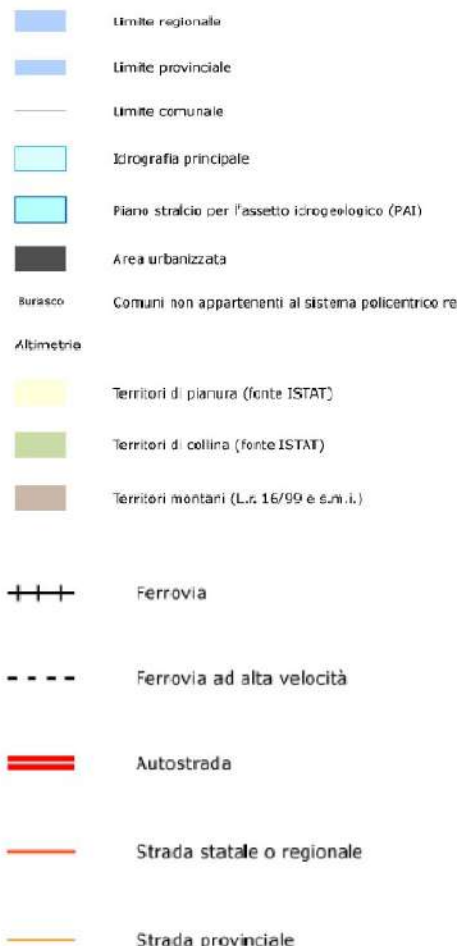 Limite regionale
Limite provinciale
Limite comunale
Idrografia principale
Piano stralcio per l'assetto idrogeologico (PAI)
Area urbanizzata
Buriasco Comuni non appartenenti al sistema policentrico re
Altimetria
Territori di pianura (fonte ISTAT)
Territori di collina (fonte ISTAT)
Territori montani (L.r. 16/99 e s.m.i.)
Ferrovia
Ferrovia ad alta velocità
Autostrada
Strada statale o regionale
Strada provinciale